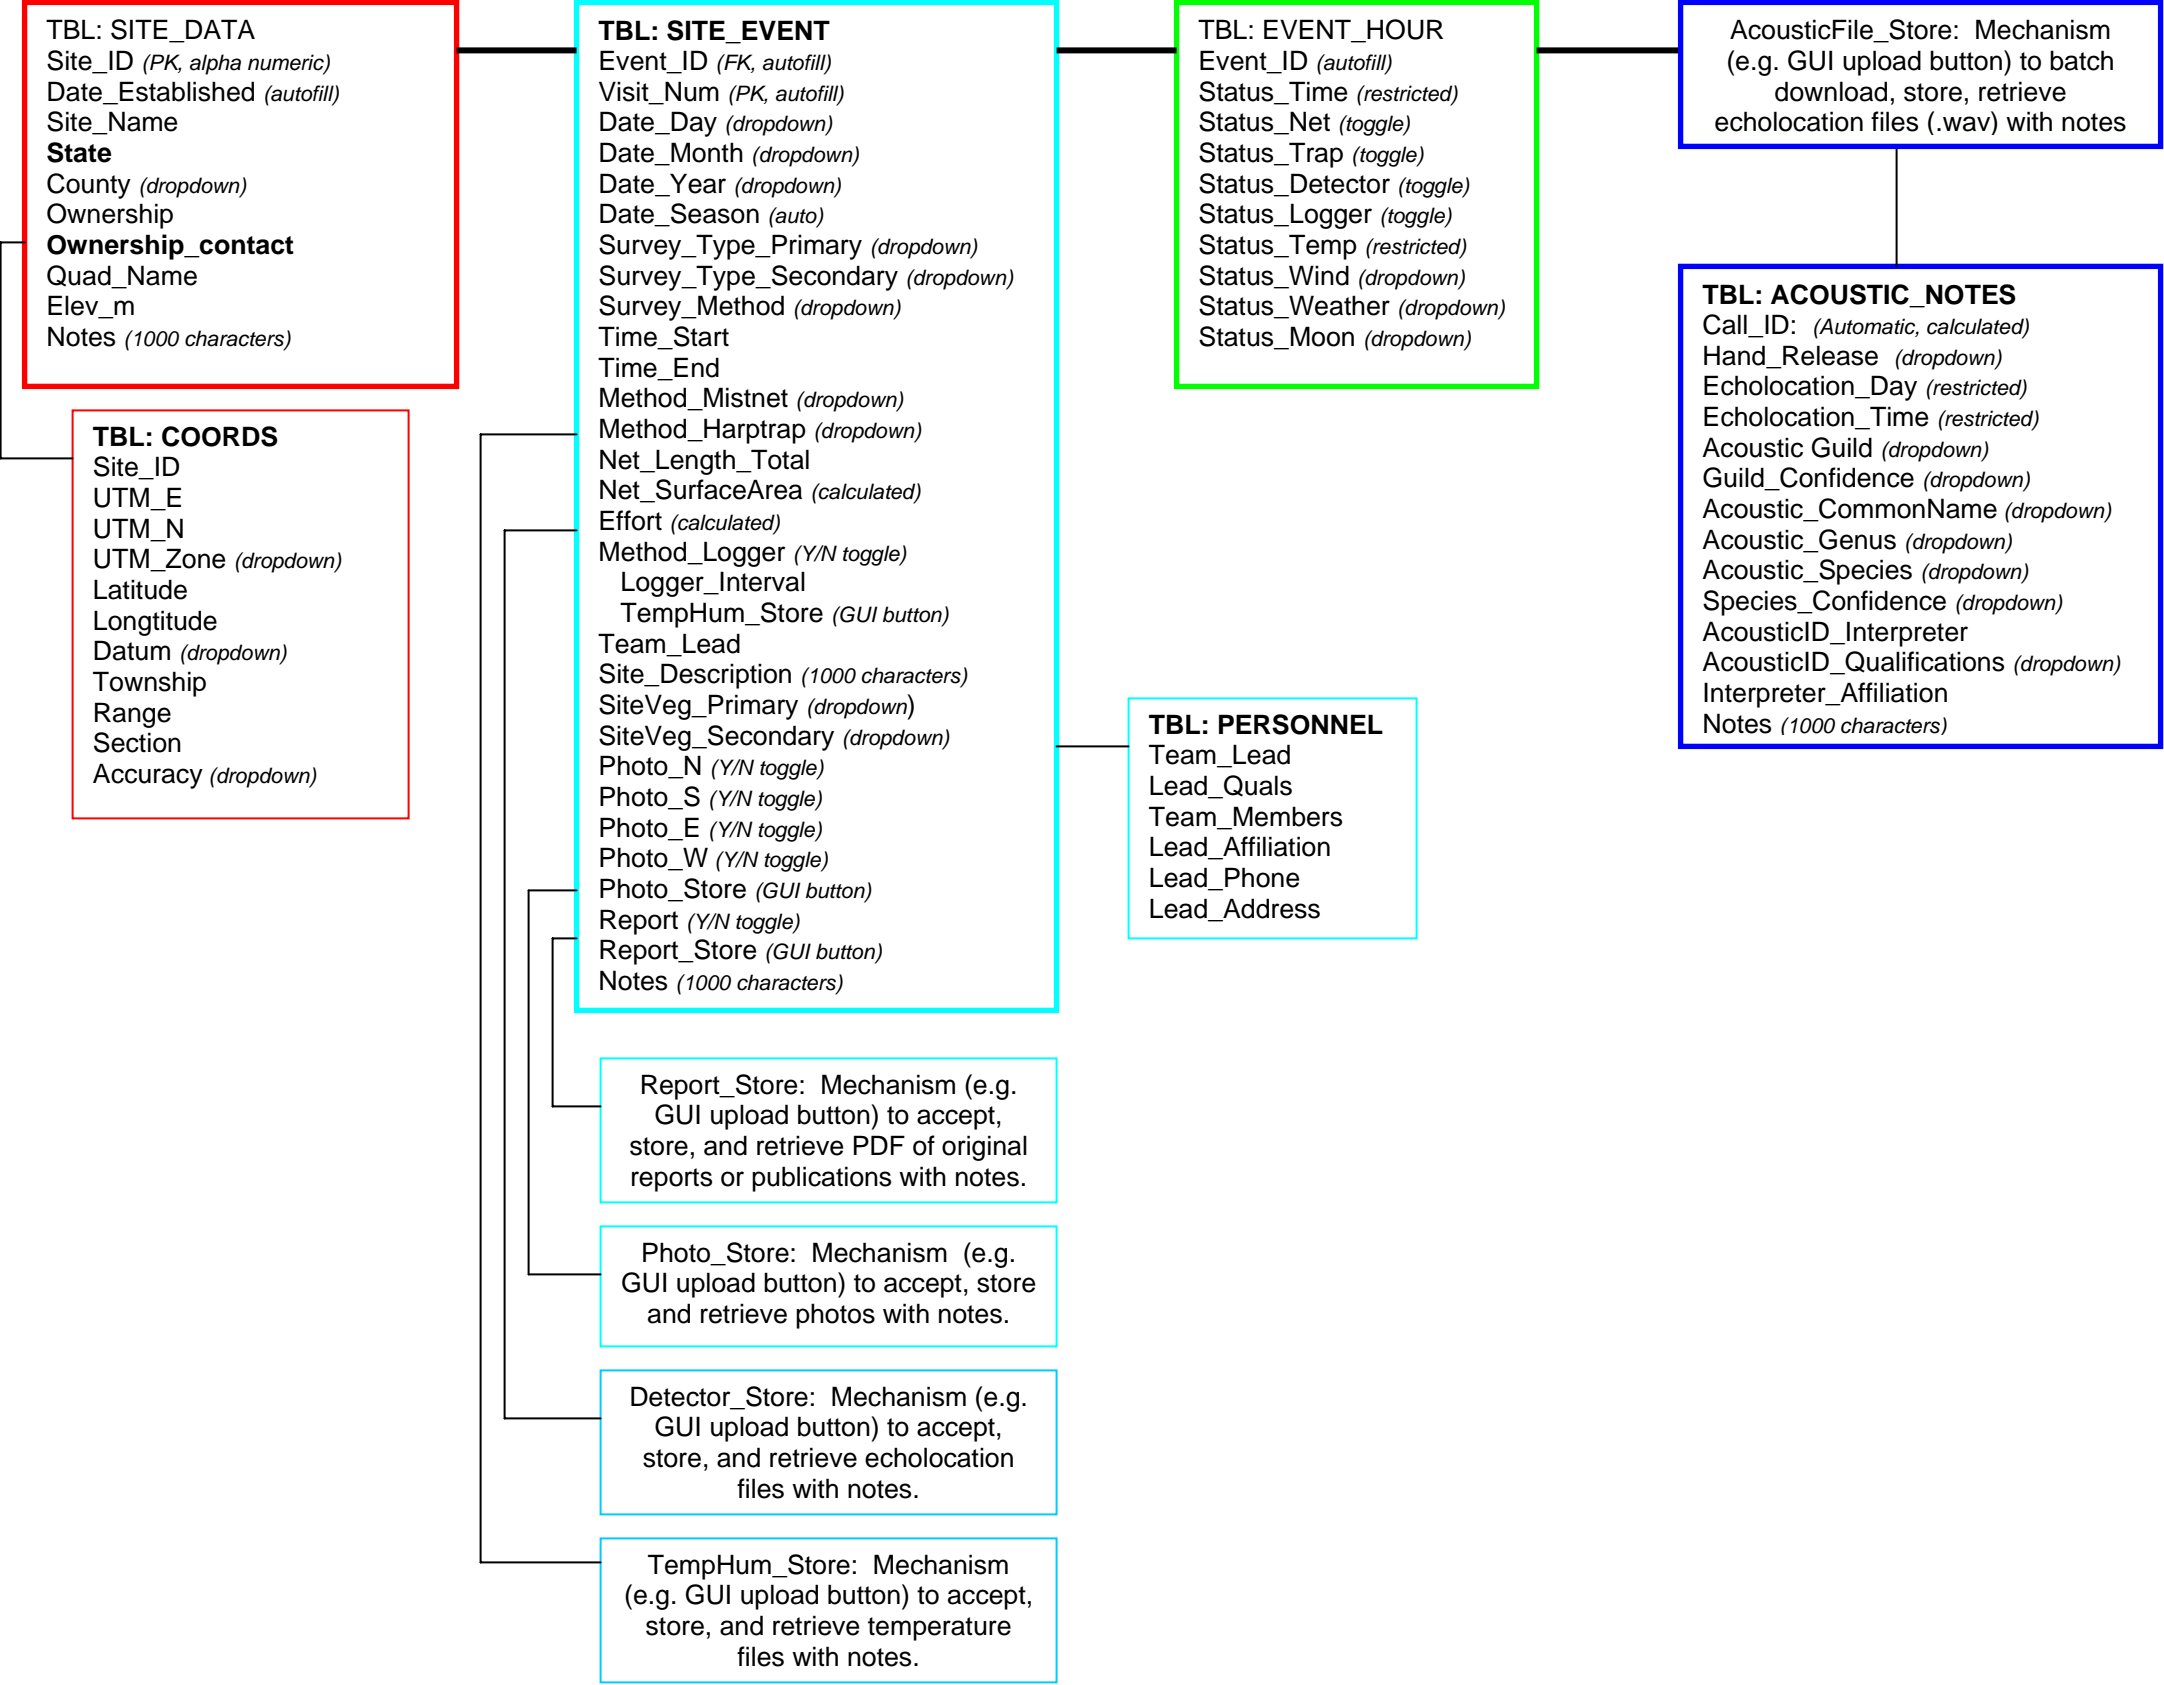 TBL: SITE_DATA
Site_ID (PK, alpha numeric)
Date_Established (autofill)
Site_Name
State
County (dropdown)
Ownership
Ownership_contact
Quad_Name
Elev_m
Notes (1000 characters)
TBL: COORDS
Site_ID
UTM_E
UTM_N
UTM_Zone (dropdown)
Latitude
Longtitude
Datum (dropdown)
Township
Range
Section
Accuracy (dropdown)
TBL: SITE_EVENT
Event_ID (FK, autofill)
Visit_Num (PK, autofill)
Date_Day (dropdown)
Date_Month (dropdown)
Date_Year (dropdown)
Date_Season (auto)
Survey_Type_Primary (dropdown)
Survey_Type_Secondary (dropdown)
Survey_Method (dropdown)
Time_Start
Time_End
Method_Mistnet (dropdown)
Method_Harptrap (dropdown)
Net_Length_Total
Net_SurfaceArea (calculated)
Effort (calculated)
Method_Logger (Y/N toggle)
Logger_Interval
TempHum_Store (GUI button)
Team_Lead
Site_Description (1000 characters)
SiteVeg_Primary (dropdown)
SiteVeg_Secondary (dropdown)
Photo_N (Y/N toggle)
Photo_S (Y/N toggle)
Photo_E (Y/N toggle)
Photo_W (Y/N toggle)
Photo_Store (GUI button)
Report (Y/N toggle)
Report_Store (GUI button)
Notes (1000 characters)
Report_Store: Mechanism (e.g.
GUI upload button) to accept,
store, and retrieve PDF of original
reports or publications with notes.
Photo_Store: Mechanism (e.g.
GUI upload button) to accept, store
and retrieve photos with notes.
Detector_Store: Mechanism (e.g.
GUI upload button) to accept,
store, and retrieve echolocation
files with notes.
TempHum_Store: Mechanism
(e.g. GUI upload button) to accept,
store, and retrieve temperature
files with notes.
TBL: EVENT_HOUR
Event_ID (autofill)
Status_Time (restricted)
Status_Net (toggle)
Status_Trap (toggle)
Status_Detector (toggle)
Status_Logger (toggle)
Status_Temp (restricted)
Status_Wind (dropdown)
Status_Weather (dropdown)
Status_Moon (dropdown)
TBL: PERSONNEL
Team_Lead
Lead_Quals
Team_Members
Lead_Affiliation
Lead_Phone
Lead_Address
AcousticFile_Store: Mechanism
(e.g. GUI upload button) to batch
download, store, retrieve
echolocation files (.wav) with notes
TBL: ACOUSTIC_NOTES
Call_ID: (Automatic, calculated)
Hand_Release (dropdown)
Echolocation_Day (restricted)
Echolocation_Time (restricted)
Acoustic Guild (dropdown)
Guild_Confidence (dropdown)
Acoustic_CommonName (dropdown)
Acoustic_Genus (dropdown)
Acoustic_Species (dropdown)
Species_Confidence (dropdown)
AcousticID_Interpreter
AcousticID_Qualifications (dropdown)
Interpreter_Affiliation
Notes (1000 characters)